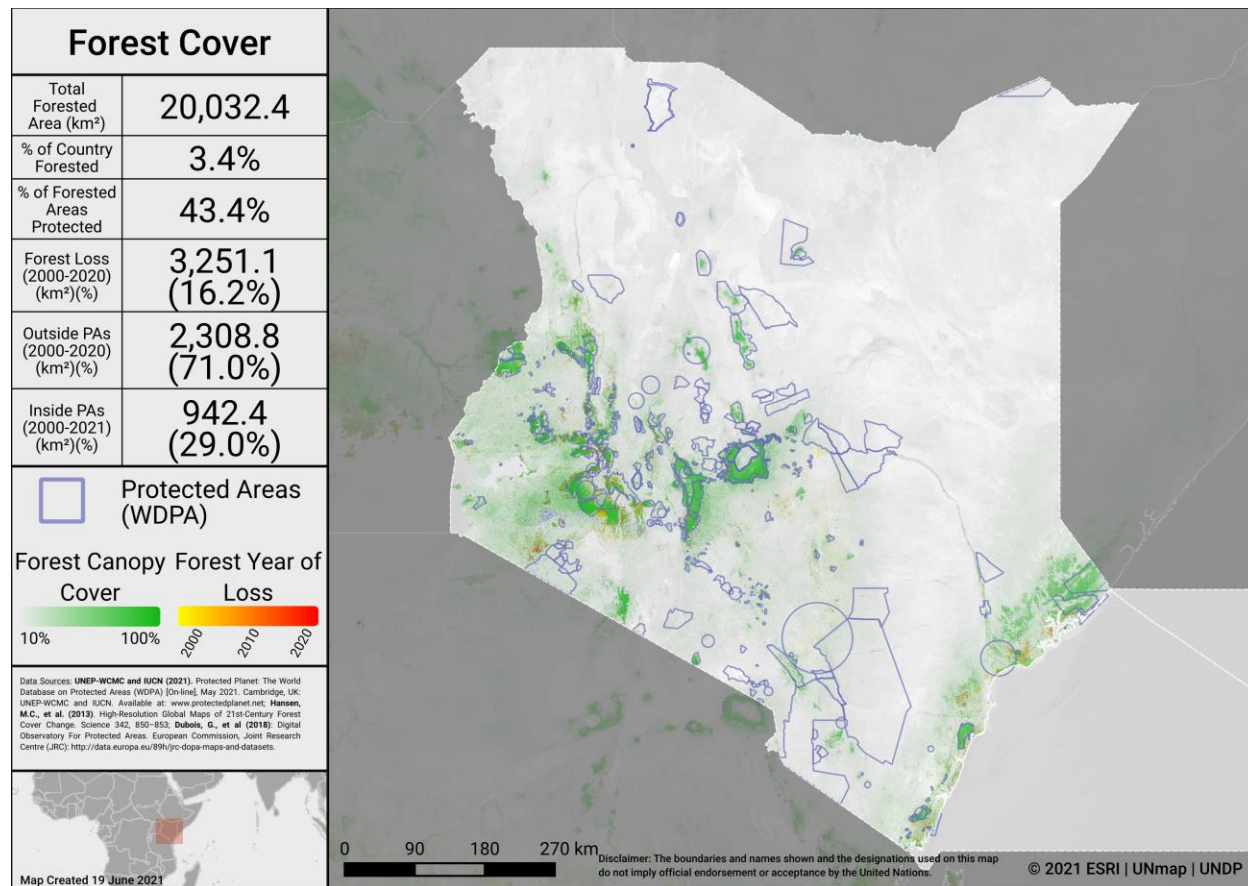 Forest Cover
Total
Forested
Area (km²)
20,032.4
% of Country
Forested
3.4%
% of Forested
Areas
Protected
43.4%
Forest Loss
(2000-2020)
(km²)(%)
3,251.1
(16.2%)
Outside PAs
(2000-2020)
(km²)(%)
2,308.8
(71.0%)
Inside PAs
(2000-2021)
(km²)(%)
942.4
(29.0%)
Protected Areas
(WDPA)
Forest Canopy
Cover
10%
100%
Forest Year of
Loss
2000
2010
2020
Data Sources: UNEP-WCMC and IUCN (2021). Protected Planet: The World
Database on Protected Areas (WDPA) [On-line], May 2021. Cambridge, UK:
UNEP-WCMC and IUCN. Available at: www.protectedplanet.net; Hansen,
M.C., et al. (2013). High-Resolution Global Maps of 21st-Century Forest
Cover Change. Science 342, 850–853; Dubois, G., et al (2018): Digital
Observatory For Protected Areas. European Commission, Joint Research
Centre (JRC): http://data.europa.eu/89h/jrc-dopa-maps-and-datasets.
Map Created 19 June 2021
0 90 180 270 km
Disclaimer: The boundaries and names shown and the designations used on this map
do not imply official endorsement or acceptance by the United Nations.
© 2021 ESRI | UNmap | UNDP